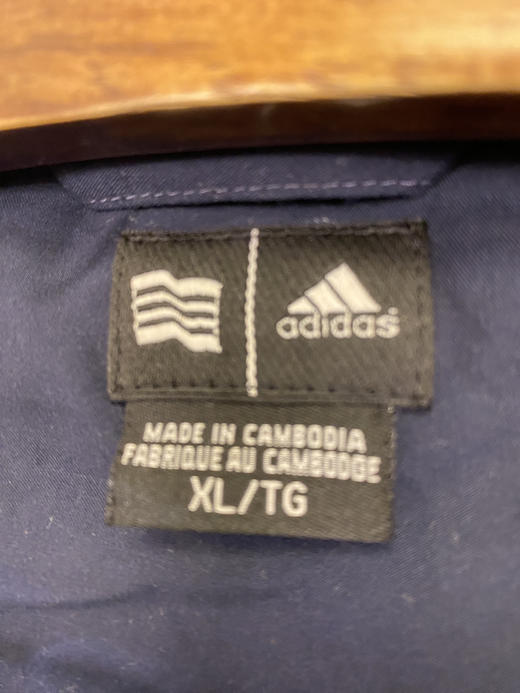 adidas
MADE IN CAMBODIA
FABRIQUE AU CAMBODGE
XL/TG